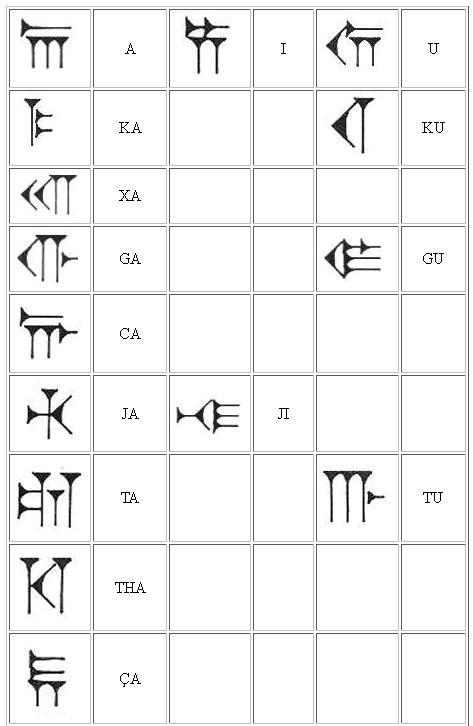 𐎠 A 𐎡 I 𐎢 U
𐎣 KA 𐎤 KU
𐎧 XA
𐎥 GA 𐎦 GU
𐎨 CA
𐎩 JA 𐎪 JI
𐎫 TA 𐎬 TU
𐎰 THA
𐏂 ÇA